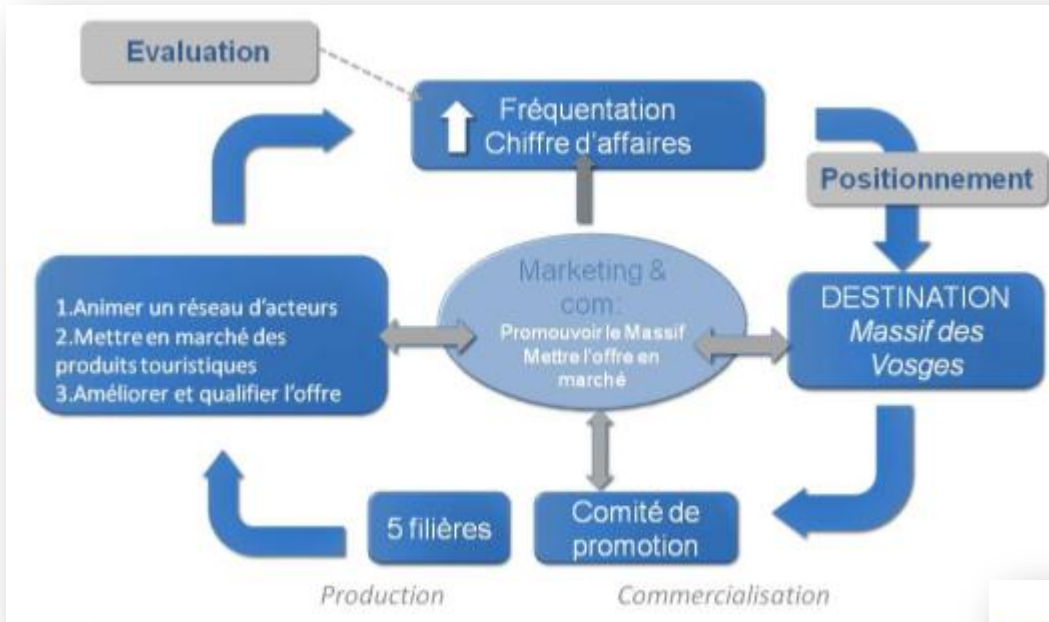 Evaluation
Fréquentation
Chiffre d'affaires
Positionnement
1.Animer un réseau d'acteurs
2.Mettre en marché des
produits touristiques
3.Améliorer et qualifier l'offre
Marketing &
com:
Promouvoir le Massif
Mettre l'offre en
marché
DESTINATION
Massif des
Vosges
5 filières
Comité de
promotion
Production
Commercialisation